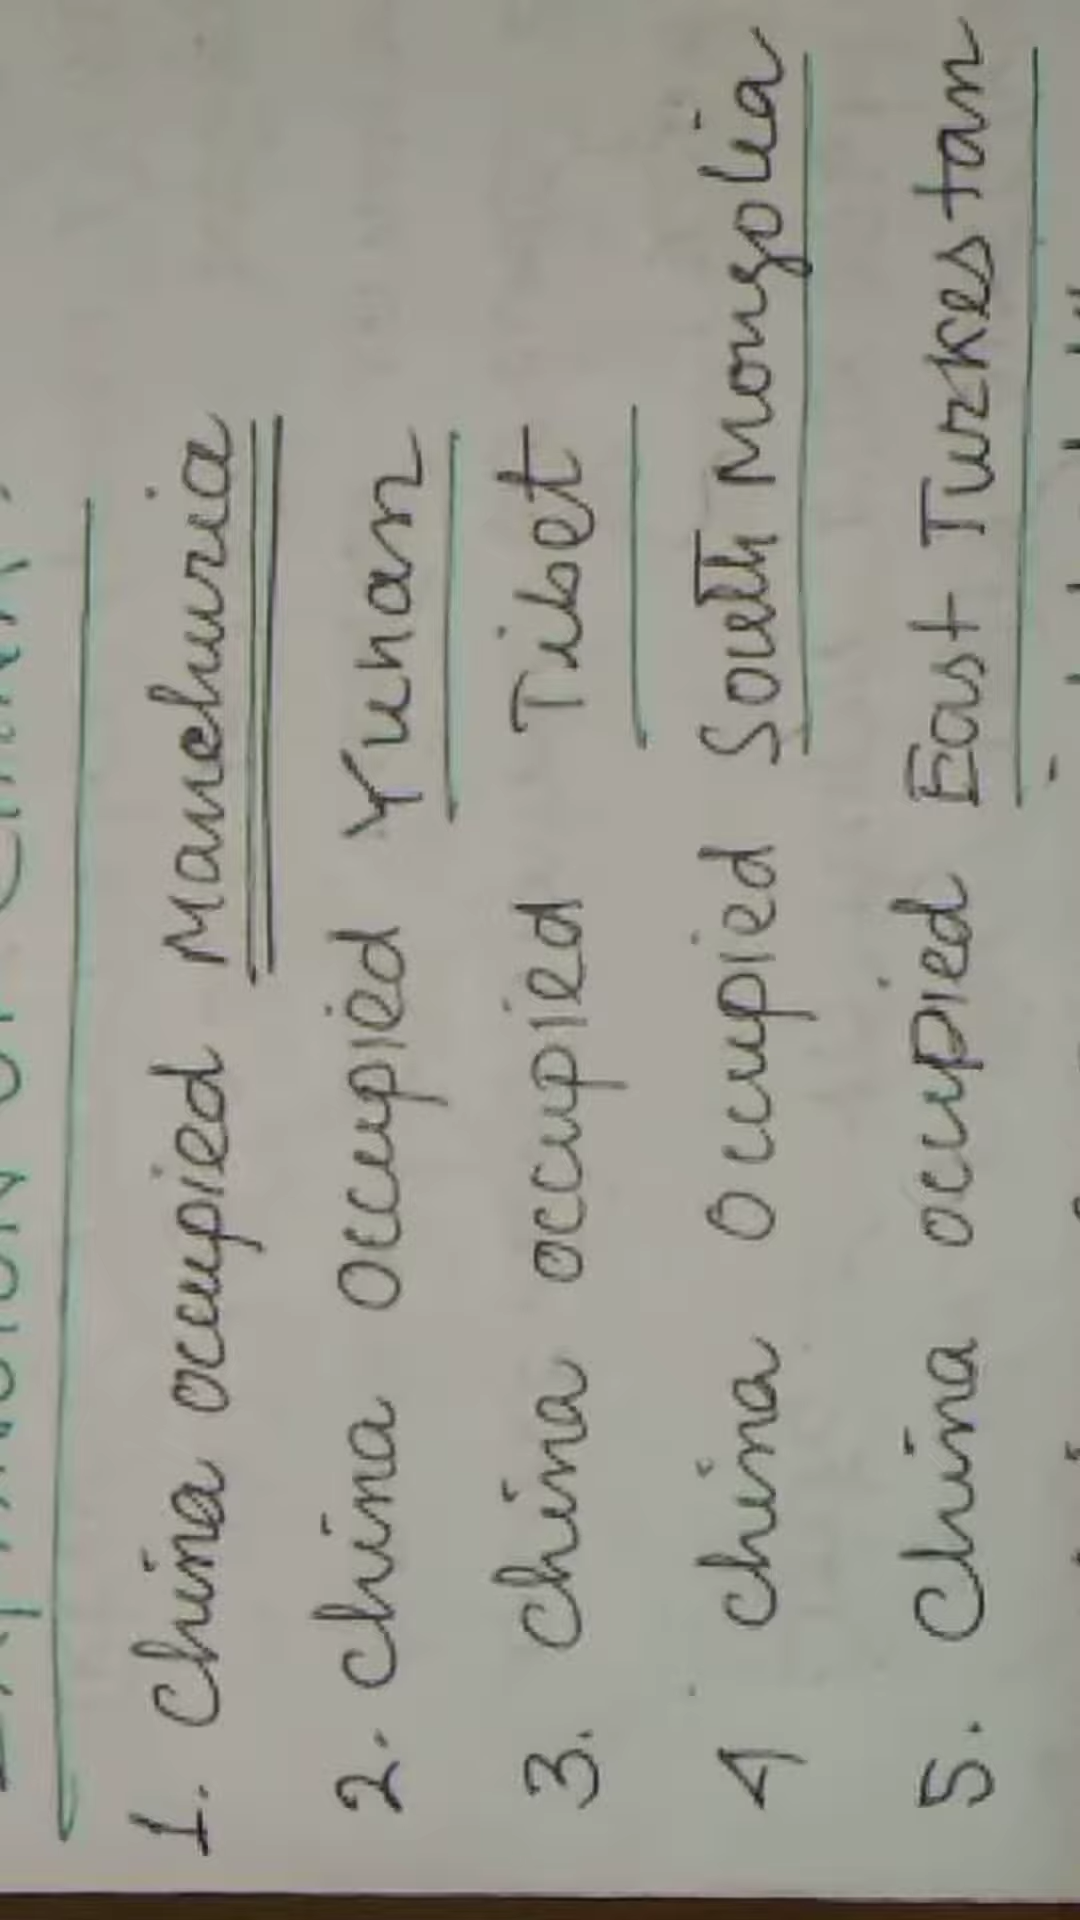 1. China occupied Manchuria
2. China occupied Yunan
3. China occupied Tibet
4 China occupied South Mongolia
5. China occupied East Turkestan